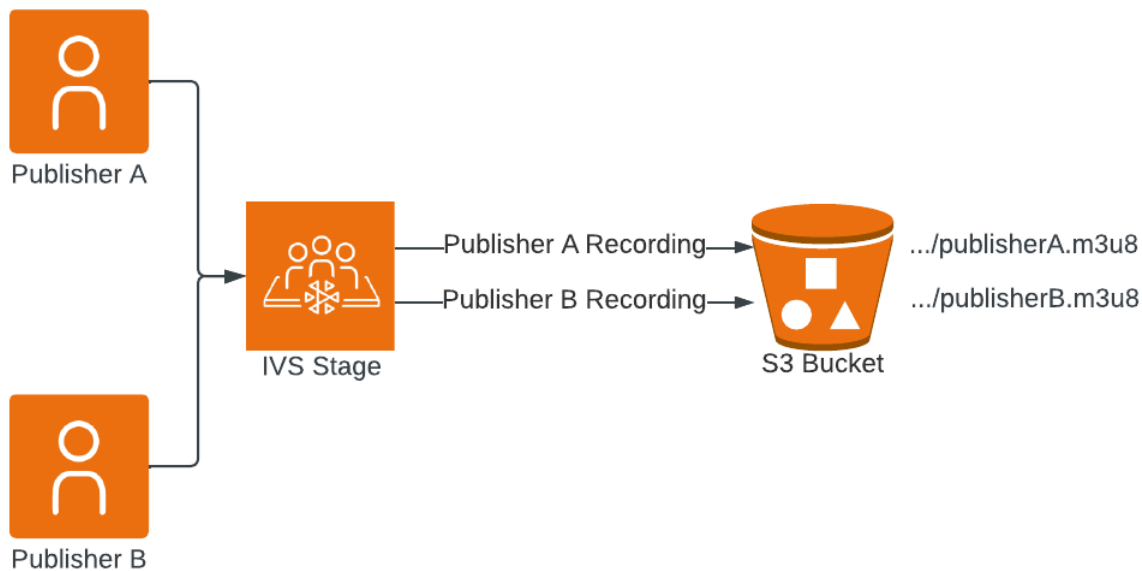 Publisher A
Publisher A Recording
.../publisherA.m3u8
Publisher B Recording
.../publisherB.m3u8
IVS Stage
S3 Bucket
Publisher B